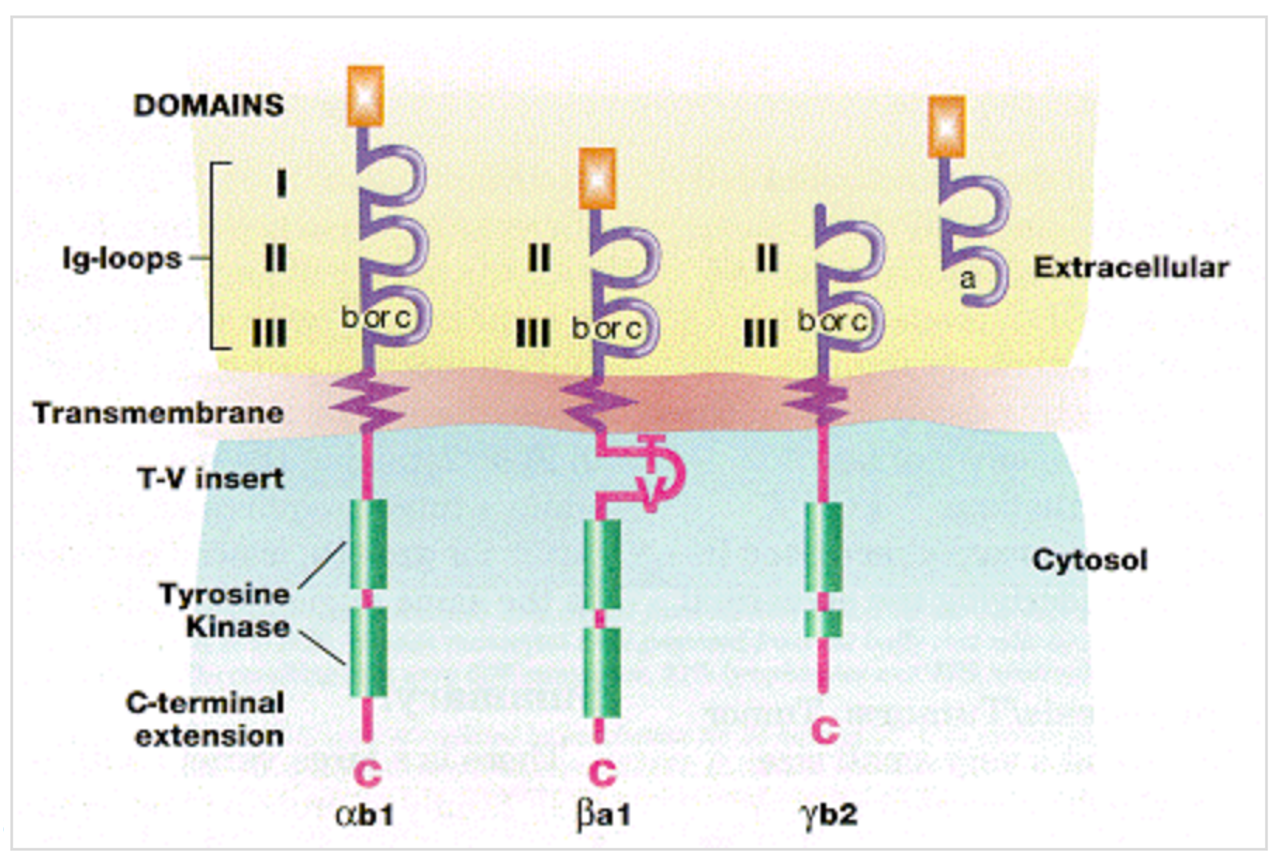 DOMAINS
I
Ig-loops
II
II
II
Extracellular
a
III
b or c
III
b or c
III
b or c
Transmembrane
T-V insert
T
V
Cytosol
Tyrosine
Kinase
C-terminal
extension
C
C
C
αb1
βa1
γb2